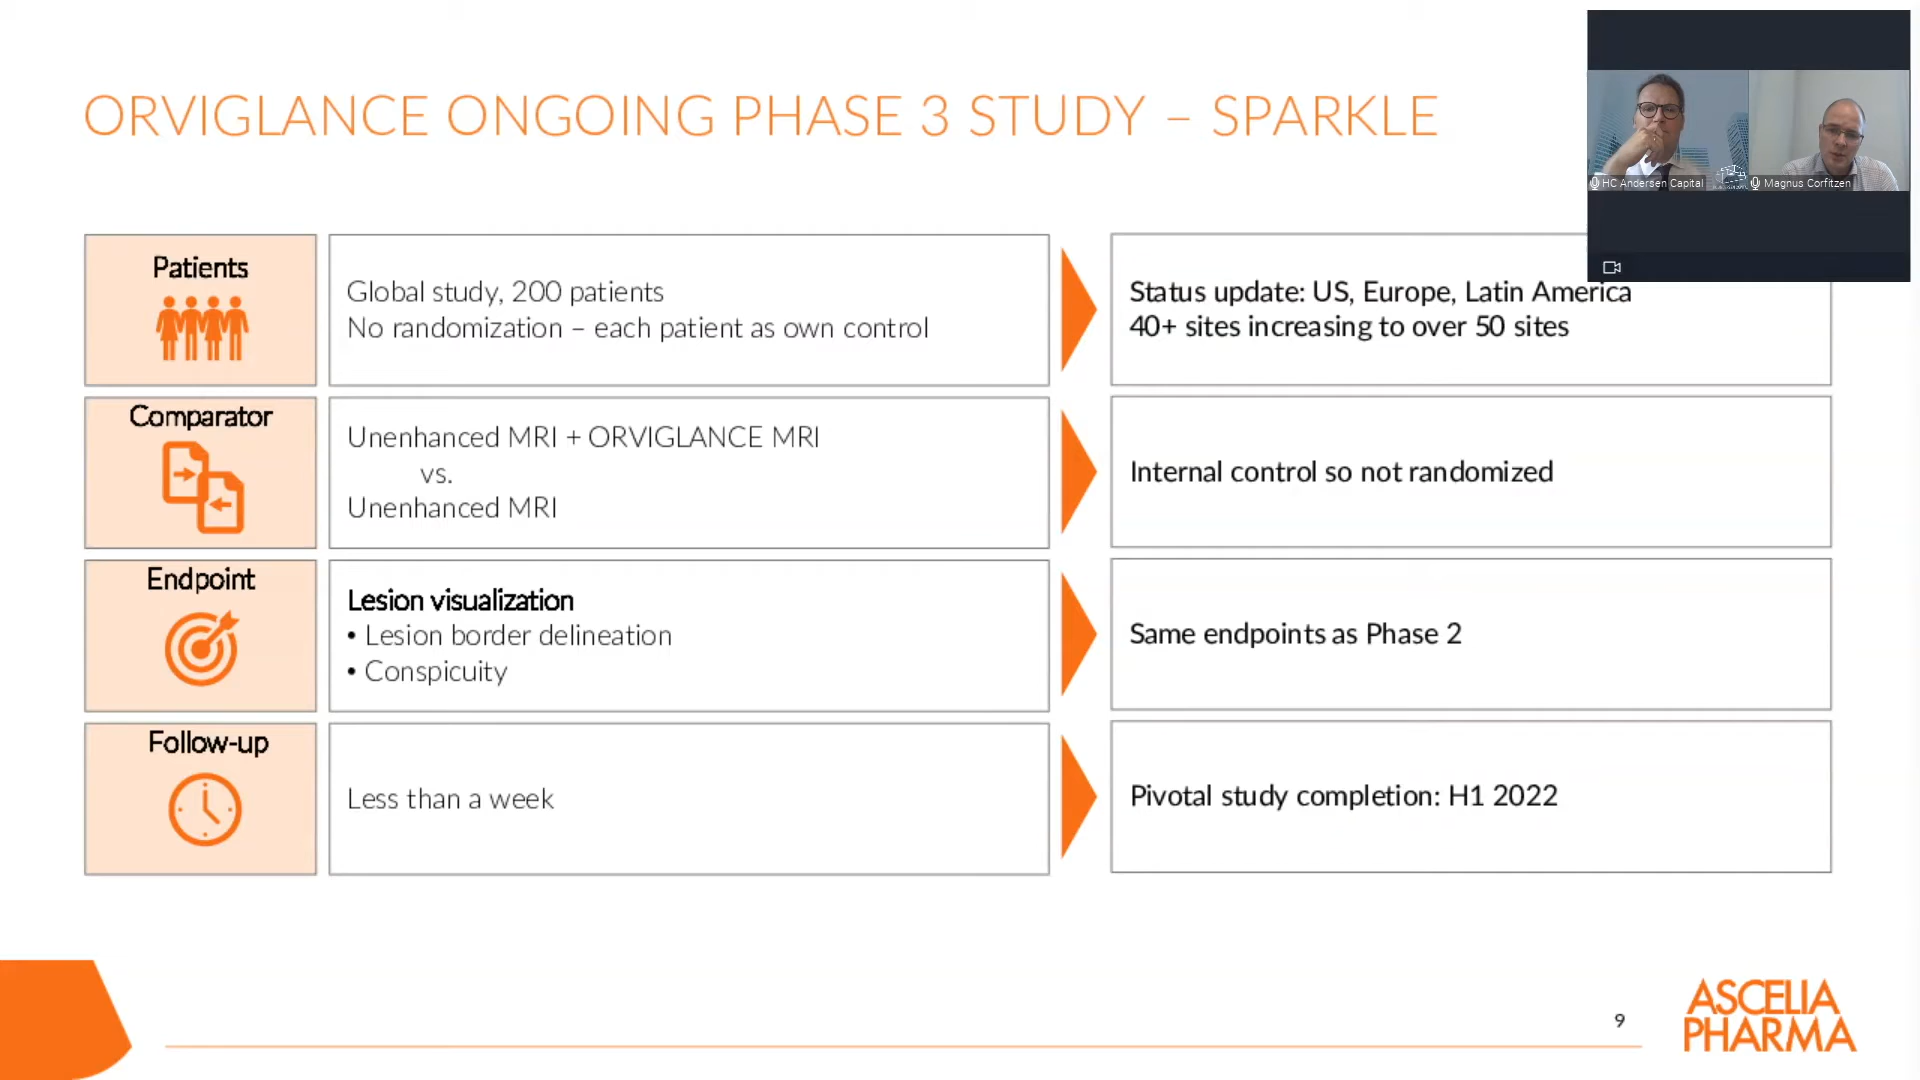 ORVIGLANCE ONGOING PHASE 3 STUDY – SPARKLE
HC Andersen Capital
Magnus Corfitzen
Patients
Global study, 200 patients
No randomization – each patient as own control
Status update: US, Europe, Latin America
40+ sites increasing to over 50 sites
Comparator
Unenhanced MRI + ORVIGLANCE MRI
vs.
Unenhanced MRI
Internal control so not randomized
Endpoint
Lesion visualization
• Lesion border delineation
• Conspicuity
Same endpoints as Phase 2
Follow-up
Less than a week
Pivotal study completion: H1 2022
9
ASCELIA
PHARMA